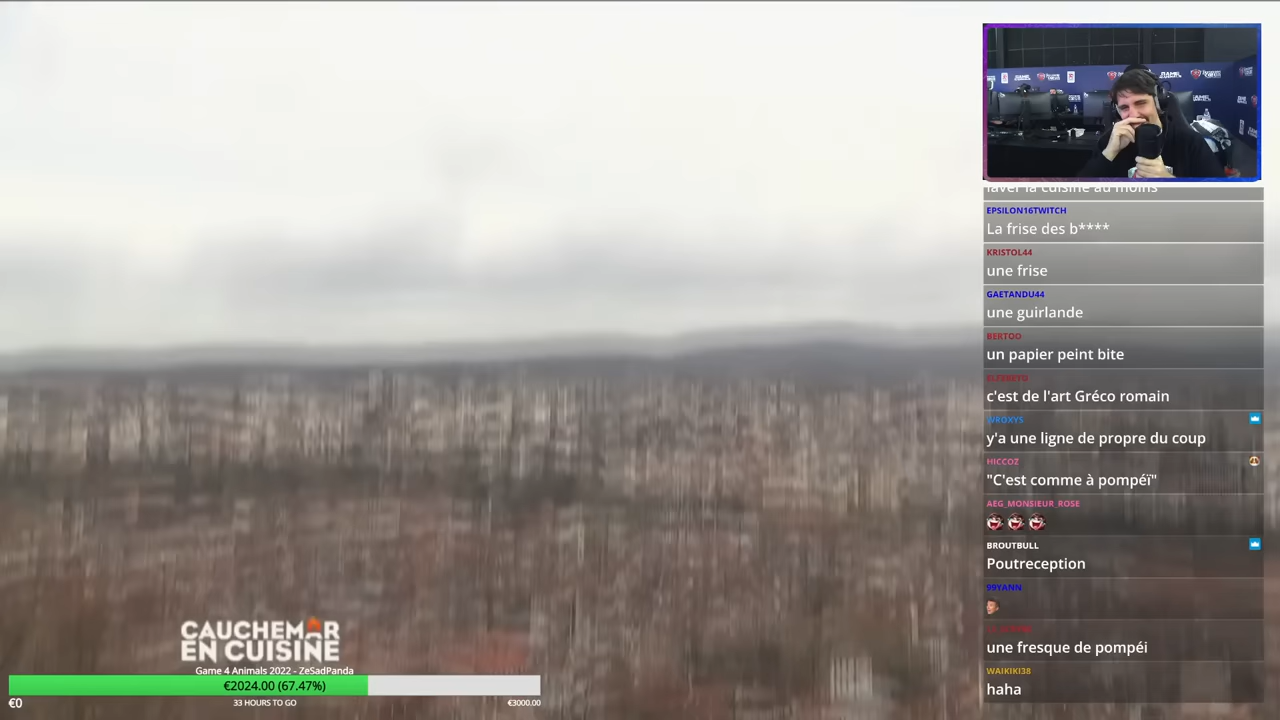 laver la cuisine au moins
EPSILON16TWITCH
La frise des b****
KRISTOL44
une frise
GAETANDU44
une guirlande
BERTOO
un papier peint bite
c'est de l'art Gréco romain
WROXYS
y'a une ligne de propre du coup
HICCOZ
"C'est comme à pompéï"
AEG_MONSIEUR_ROSE
BROUTBULL
Poutreception
99YANN
une fresque de pompéi
WAIKIKI38
haha
CAUCHEMAR
EN CUISINE
Game 4 Animals 2022 - ZeSadPanda
€2024.00 (67.47%)
€0
33 HOURS TO GO
€3000.00